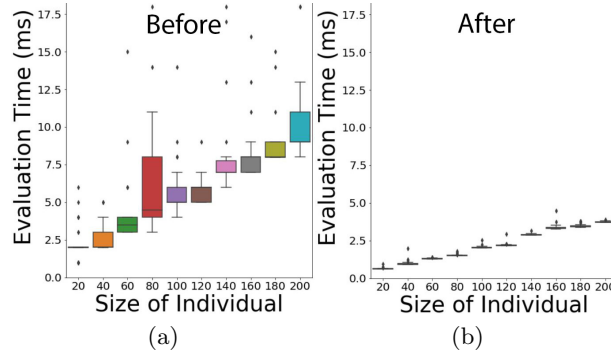 Before
After
Evaluation Time (ms)
17.5
15.0
12.5
10.0
7.5
5.0
2.5
0.0
20 40 60 80 100 120 140 160 180 200
Size of Individual
(a)
Evaluation Time (ms)
17.5
15.0
12.5
10.0
7.5
5.0
2.5
0.0
20 40 60 80 100 120 140 160 180 200
Size of Individual
(b)